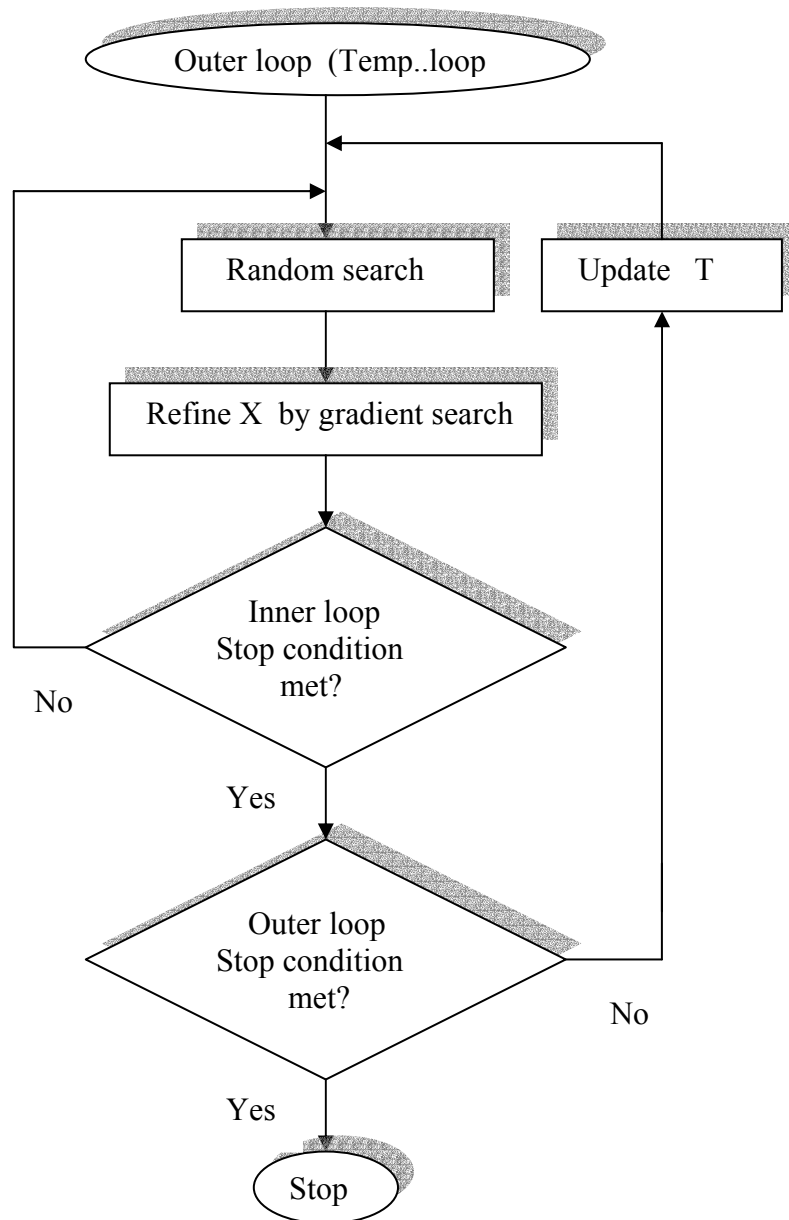 Outer loop (Temp..loop
Random search
Update T
Refine X by gradient search
Inner loop
Stop condition
met?
No
Yes
Outer loop
Stop condition
met?
No
Yes
Stop